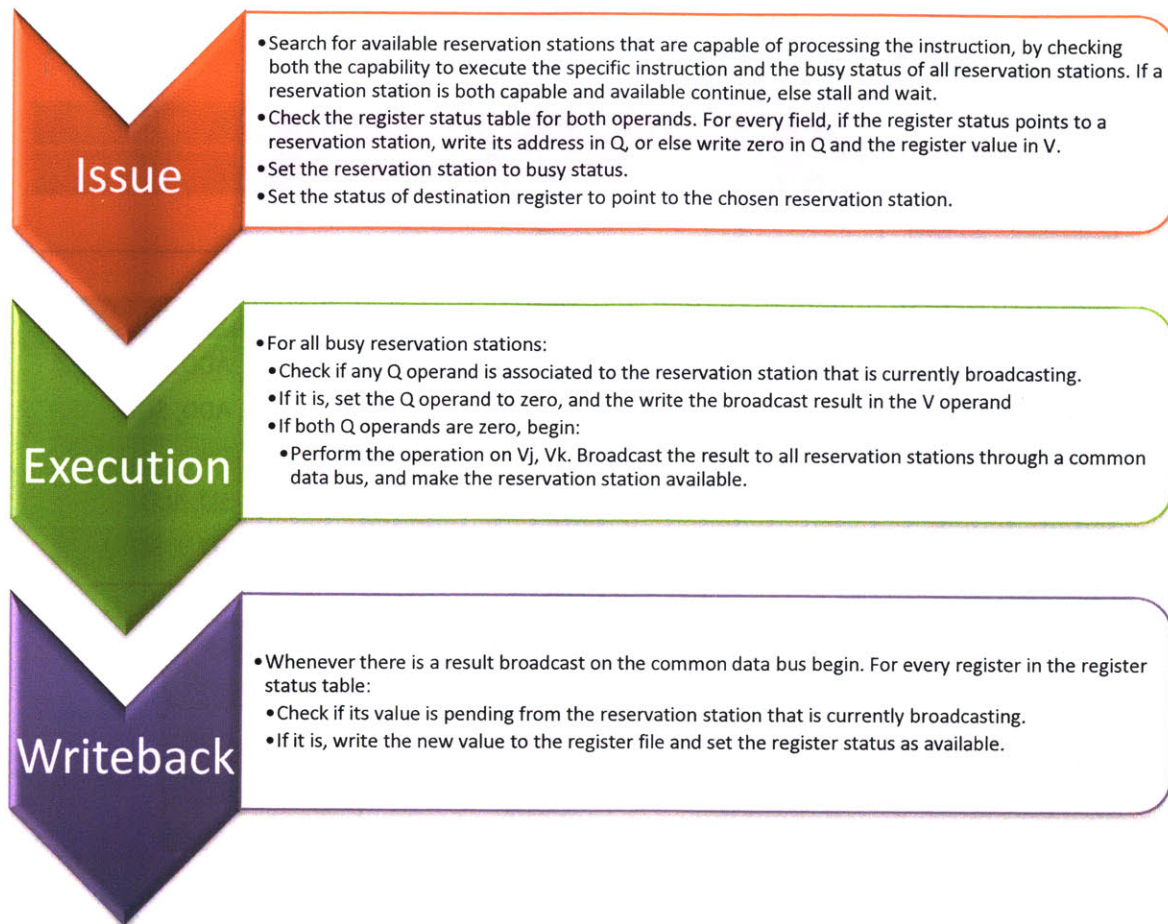 Issue
•Search for available reservation stations that are capable of processing the instruction, by checking
both the capability to execute the specific instruction and the busy status of all reservation stations. If a
reservation station is both capable and available continue, else stall and wait.
•Check the register status table for both operands. For every field, if the register status points to a
reservation station, write its address in Q, or else write zero in Q and the register value in V.
•Set the reservation station to busy status.
•Set the status of destination register to point to the chosen reservation station.
Execution
•For all busy reservation stations:
•Check if any Q operand is associated to the reservation station that is currently broadcasting.
•If it is, set the Q operand to zero, and the write the broadcast result in the V operand
•If both Q operands are zero, begin:
•Perform the operation on Vj, Vk. Broadcast the result to all reservation stations through a common
data bus, and make the reservation station available.
Writeback
•Whenever there is a result broadcast on the common data bus begin. For every register in the register
status table:
•Check if its value is pending from the reservation station that is currently broadcasting.
•If it is, write the new value to the register file and set the register status as available.